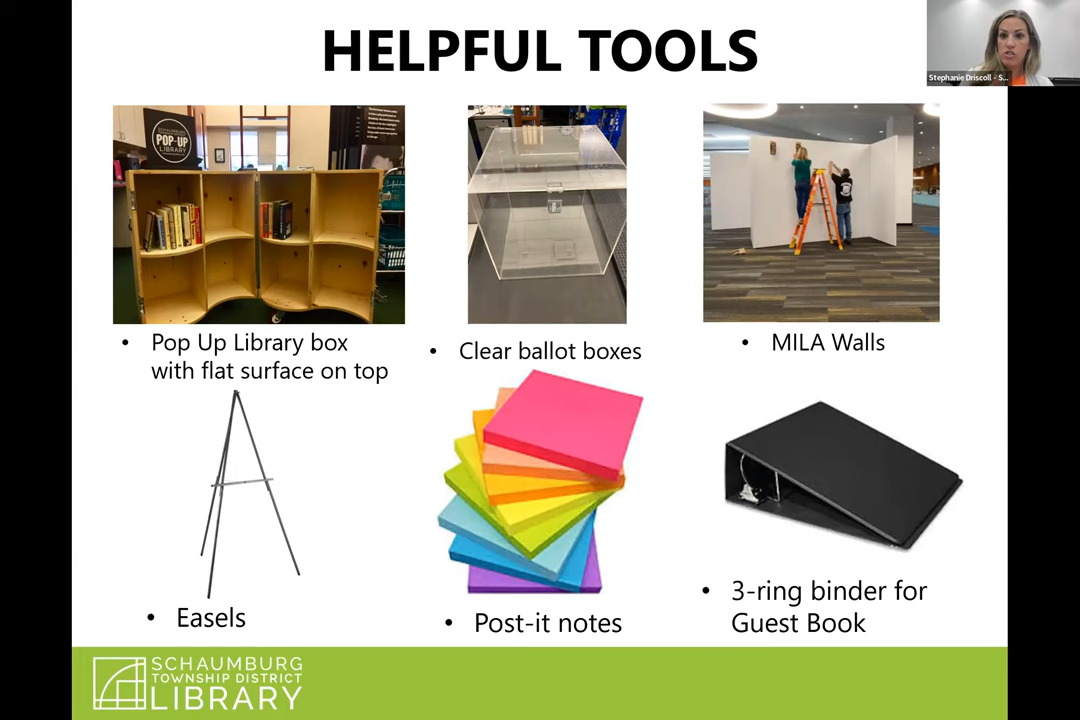 HELPFUL TOOLS
Stephanie Driscoll - S...
SCHAUMBURG
POP-UP
LIBRARY
• Pop Up Library box
with flat surface on top
• Clear ballot boxes
• MILA Walls
• Easels
• Post-it notes
• 3-ring binder for
Guest Book
SCHAUMBURG
TOWNSHIP DISTRICT
LIBRARY